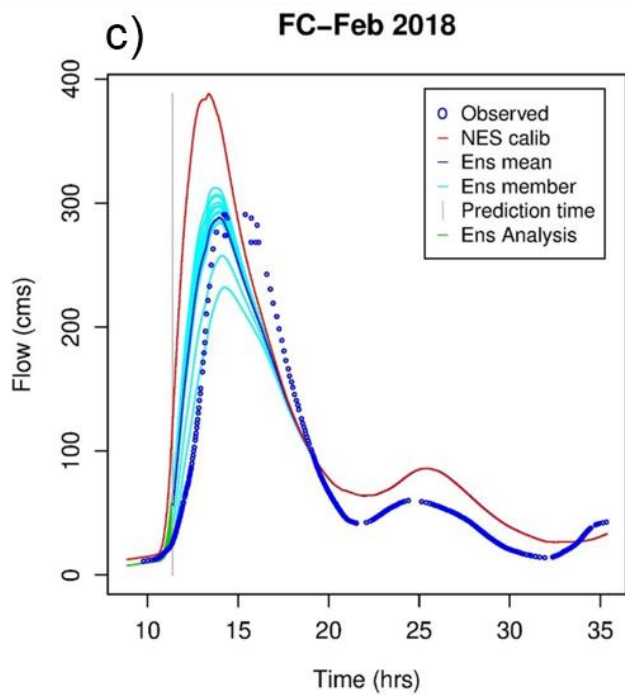 c)
FC-Feb 2018
Flow (cms)
400
300
200
100
0
Observed
NES calib
Ens mean
Ens member
Prediction time
Ens Analysis
10 15 20 25 30 35
Time (hrs)